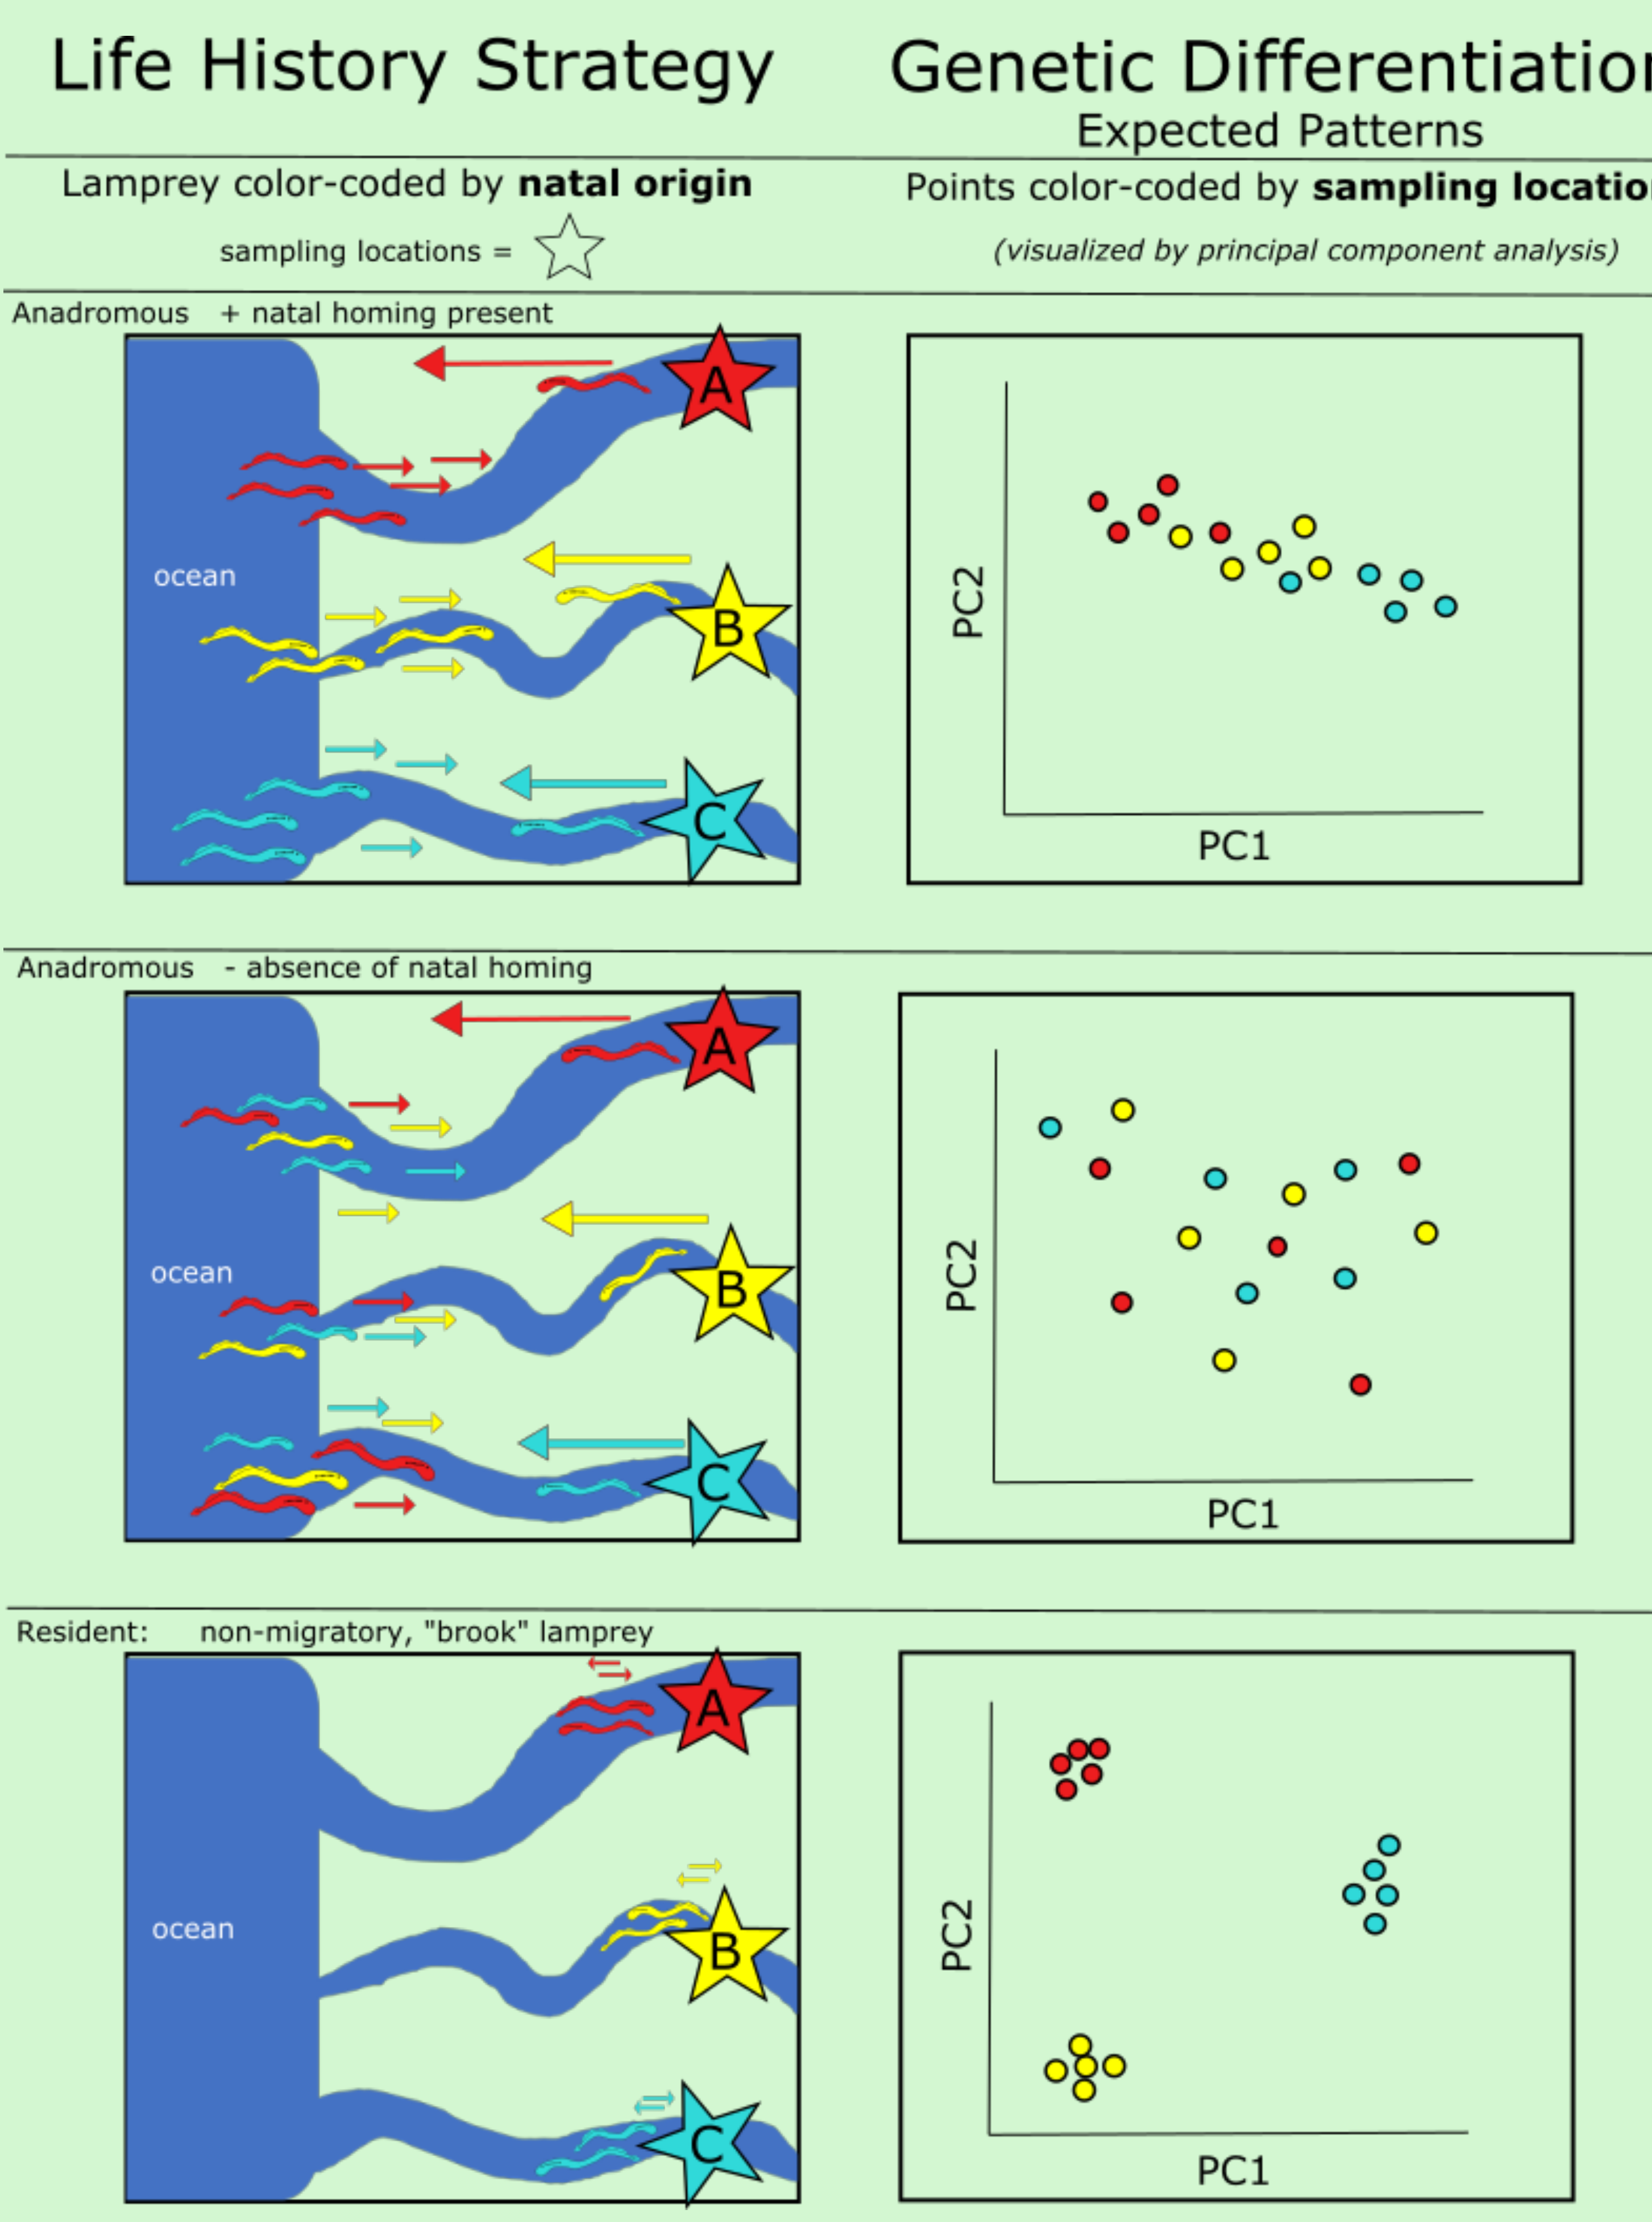 Life History Strategy
Genetic Differentiation
Expected Patterns
Lamprey color-coded by natal origin
sampling locations =
Points color-coded by sampling locatio
(visualized by principal component analysis)
Anadromous + natal homing present
A
ocean
B
C
PC2
PC1
Anadromous - absence of natal homing
A
ocean
B
C
PC2
PC1
Resident: non-migratory, "brook" lamprey
A
ocean
B
C
PC2
PC1